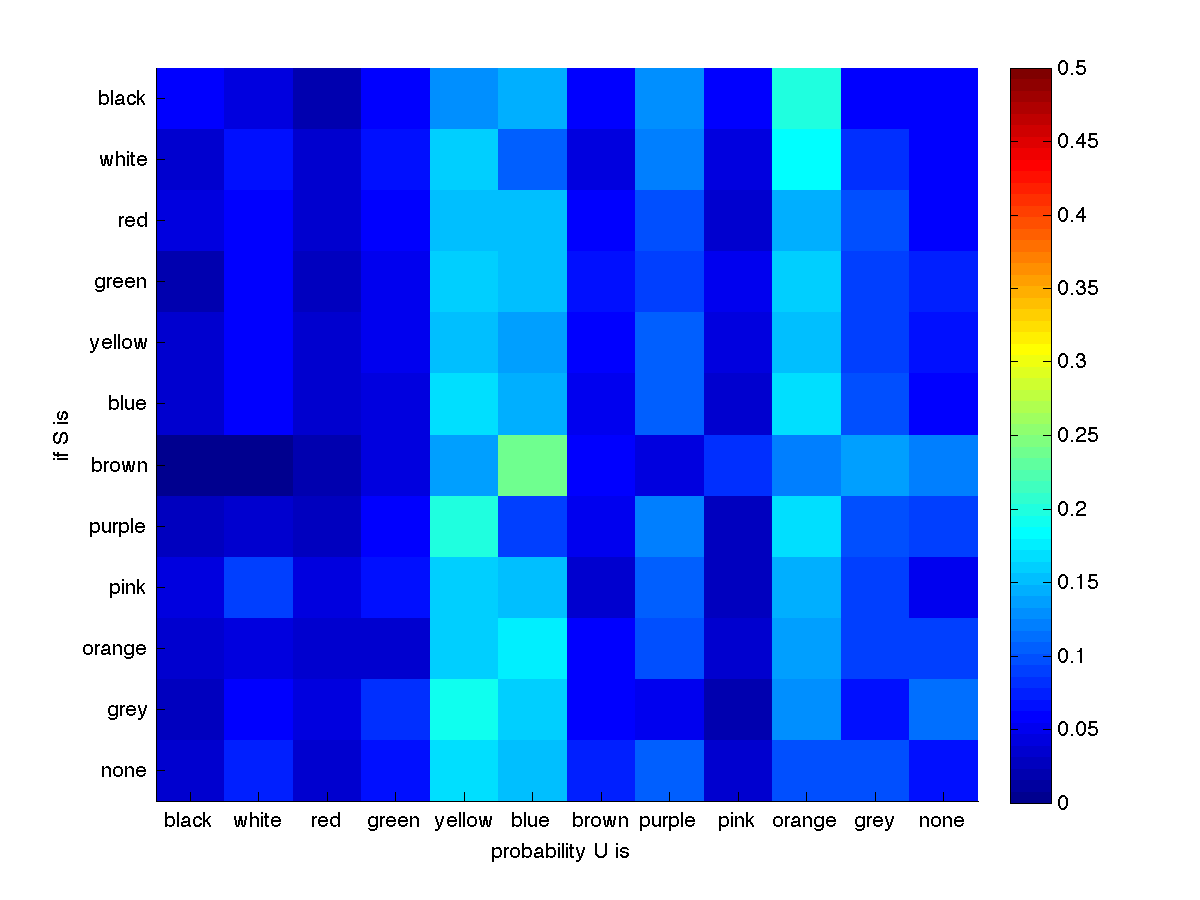 black
white
red
green
yellow
blue
brown
purple
pink
orange
grey
none
if S is
black white red green yellow blue brown purple pink orange grey none
probability U is
0.5
0.45
0.4
0.35
0.3
0.25
0.2
0.15
0.1
0.05
0